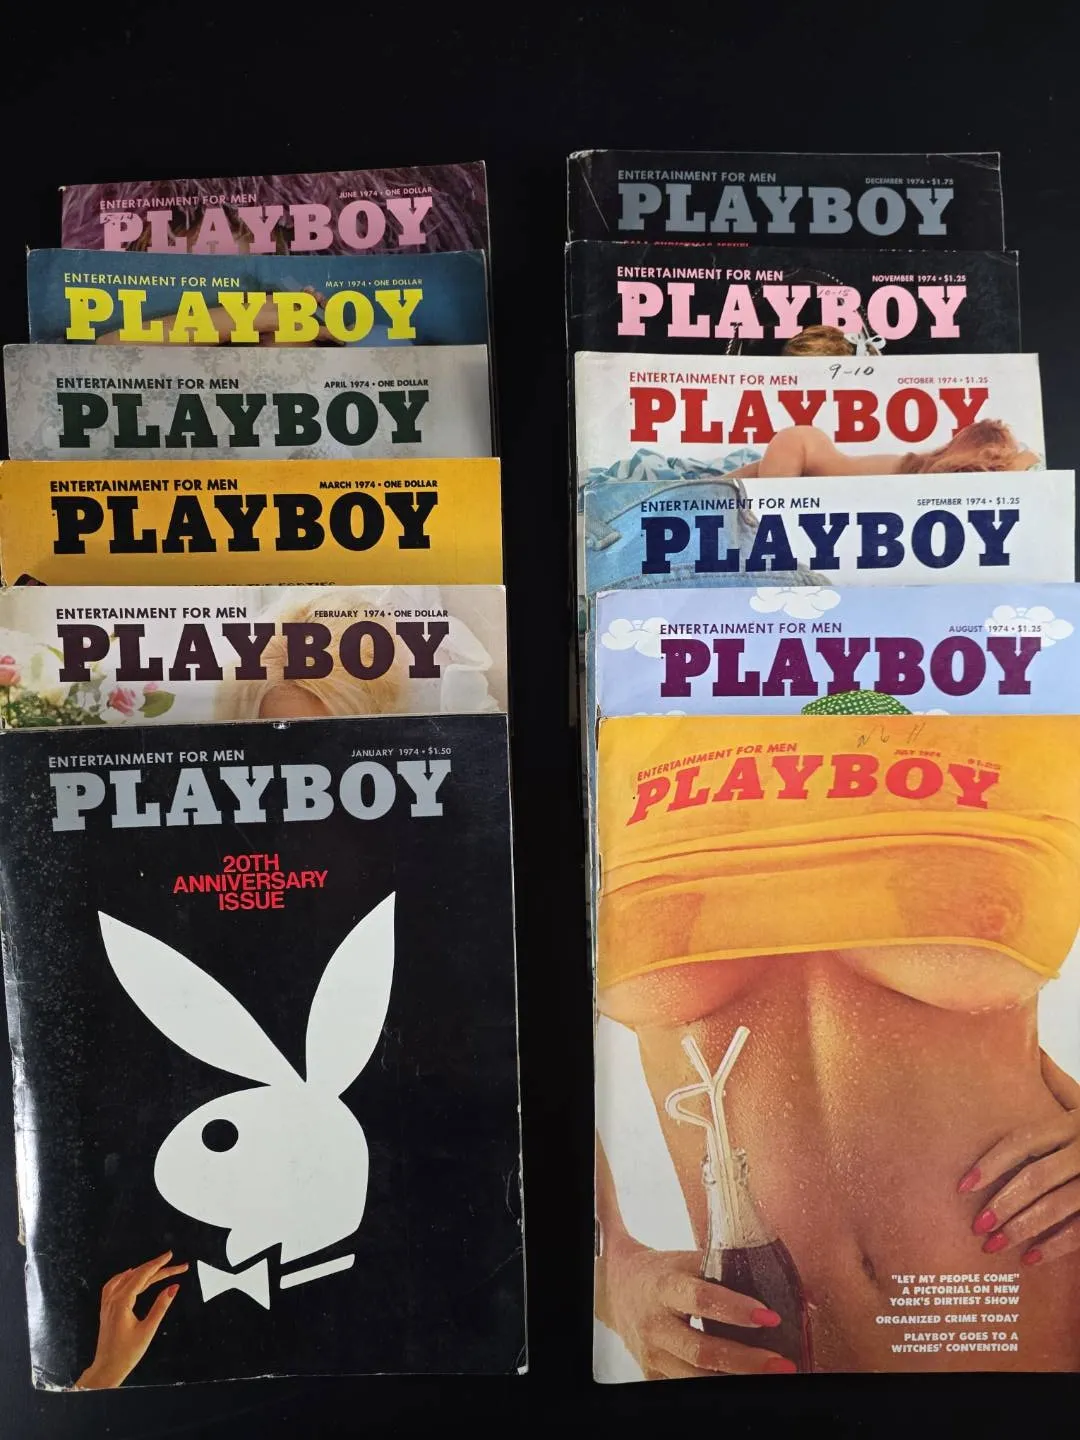 JUNE 1974 • ONE DOLLAR
ENTERTAINMENT FOR MEN
PLAYBOY
ENTERTAINMENT FOR MEN
MAY 1974 • ONE DOLLAR
PLAYBOY
ENTERTAINMENT FOR MEN
APRIL 1974 • ONE DOLLAR
PLAYBOY
ENTERTAINMENT FOR MEN
MARCH 1974 • ONE DOLLAR
PLAYBOY
ENTERTAINMENT FOR MEN
FEBRUARY 1974 • ONE DOLLAR
PLAYBOY
ENTERTAINMENT FOR MEN
JANUARY 1974 • $1.50
PLAYBOY
20TH
ANNIVERSARY
ISSUE
ENTERTAINMENT FOR MEN
DECEMBER 1974 • $1.75
PLAYBOY
ENTERTAINMENT FOR MEN
NOVEMBER 1974 • $1.25
PLAYBOY
10-15
9-10
ENTERTAINMENT FOR MEN
OCTOBER 1974 • $1.25
PLAYBOY
ENTERTAINMENT FOR MEN
SEPTEMBER 1974 • $1.25
PLAYBOY
ENTERTAINMENT FOR MEN
AUGUST 1974 • $1.25
PLAYBOY
ENTERTAINMENT FOR MEN
JULY 1974
$1.25
PLAYBOY
"LET MY PEOPLE COME"
A PICTORIAL ON NEW
YORK'S DIRTIEST SHOW
ORGANIZED CRIME TODAY
PLAYBOY GOES TO A
WITCHES' CONVENTION